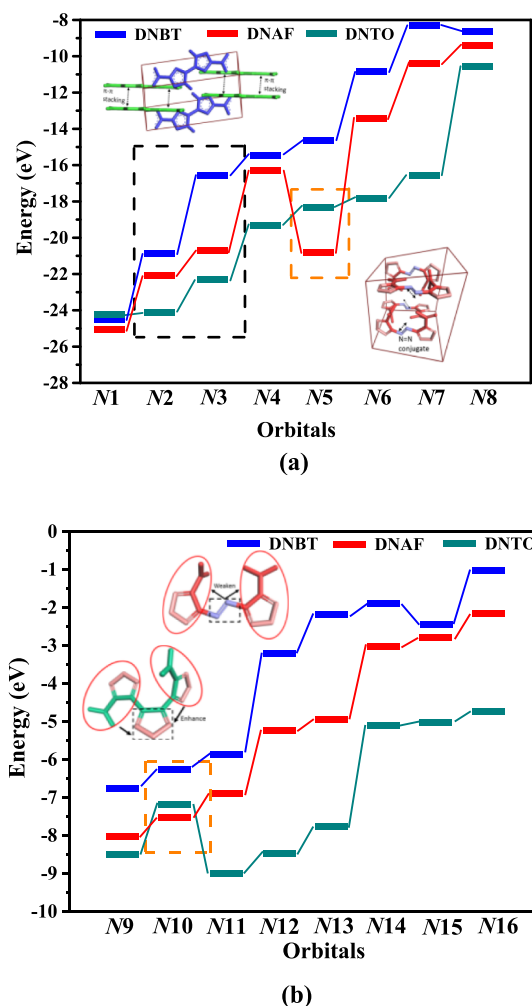 (a)
DNBT DNAF DNTO
-8
-10
-12
-14
-16
-18
-20
-22
-24
-26
-28
Energy (eV)
π-π
stacking
π-π
stacking
N=N
conjugate
N1 N2 N3 N4 N5 N6 N7 N8
Orbitals
(a)
0
-1
-2
-3
-4
-5
-6
-7
-8
-9
-10
Energy (eV)
DNBT DNAF DNTO
Weaken
Enhance
N9 N10 N11 N12 N13 N14 N15 N16
Orbitals
(b)